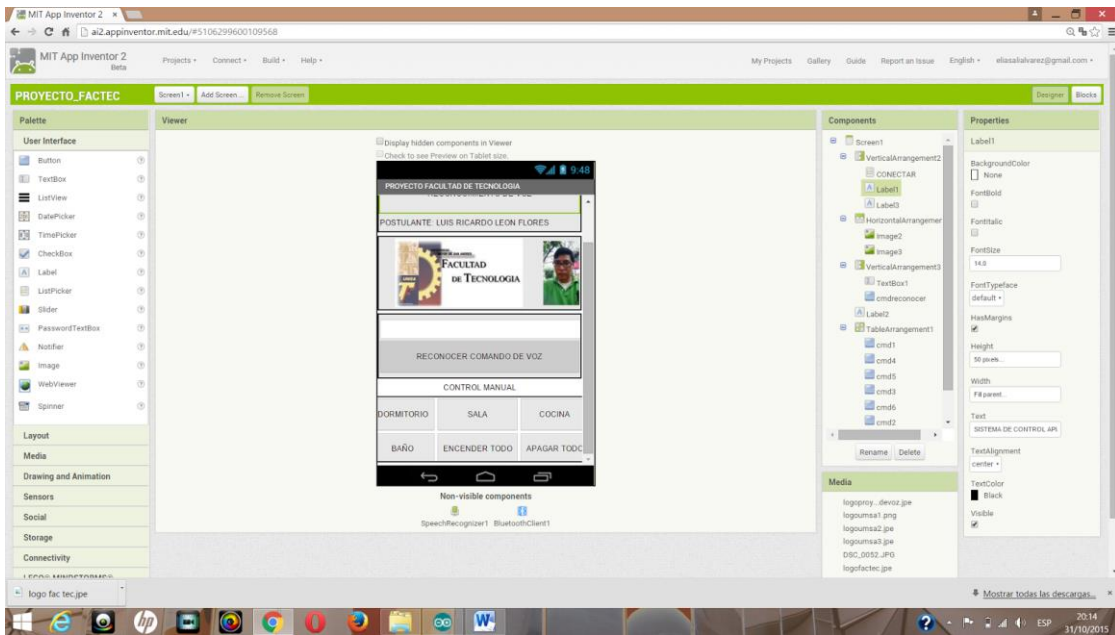 MIT App Inventor 2
ai2.appinventor.mit.edu/#5106299600109568
MIT App Inventor 2
Beta
Projects Connect Build Help
My Projects Gallery Guide Report an Issue English eliasalialvarez@gmail.com
PROYECTO_FACTEC
Screen1 Add Screen ... Remove Screen
Designer Blocks
Palette
User Interface
Button
TextBox
ListView
DatePicker
TimePicker
CheckBox
Label
ListPicker
Slider
PasswordTextBox
Notifier
Image
WebViewer
Spinner
Layout
Media
Drawing and Animation
Sensors
Social
Storage
Connectivity
Viewer
Display hidden components in Viewer
Check to see Preview on Tablet size.
9:48
PROYECTO FACULTAD DE TECNOLOGIA
POSTULANTE: LUIS RICARDO LEON FLORES
FACULTAD
DE TECNOLOGIA
RECONOCER COMANDO DE VOZ
CONTROL MANUAL
DORMITORIO SALA COCINA
BAÑO ENCENDER TODO APAGAR TODO
Non-visible components
SpeechRecognizer1 BluetoothClient1
Components
Screen1
VerticalArrangement2
CONECTAR
Label1
Label3
HorizontalArrangemer
Image2
Image3
VerticalArrangement3
TextBox1
cmdreconocer
Label2
TableArrangement1
cmd1
cmd4
cmd5
cmd3
cmd6
cmd2
Rename Delete
Media
logoproy...devoz.jpe
logoumsa1.png
logoumsa2.jpe
logoumsa3.jpe
DSC_0052.JPG
logofactec.jpe
Properties
Label1
BackgroundColor
None
FontBold
FontItalic
FontSize
14.0
FontTypeface
default
HasMargins
Height
50 pixels...
Width
Fill parent...
Text
SISTEMA DE CONTROL API
TextAlignment
center
TextColor
Black
Visible
logo fac tec.jpe
Mostrar todas las descargas...
ESP
20:14
31/10/2015